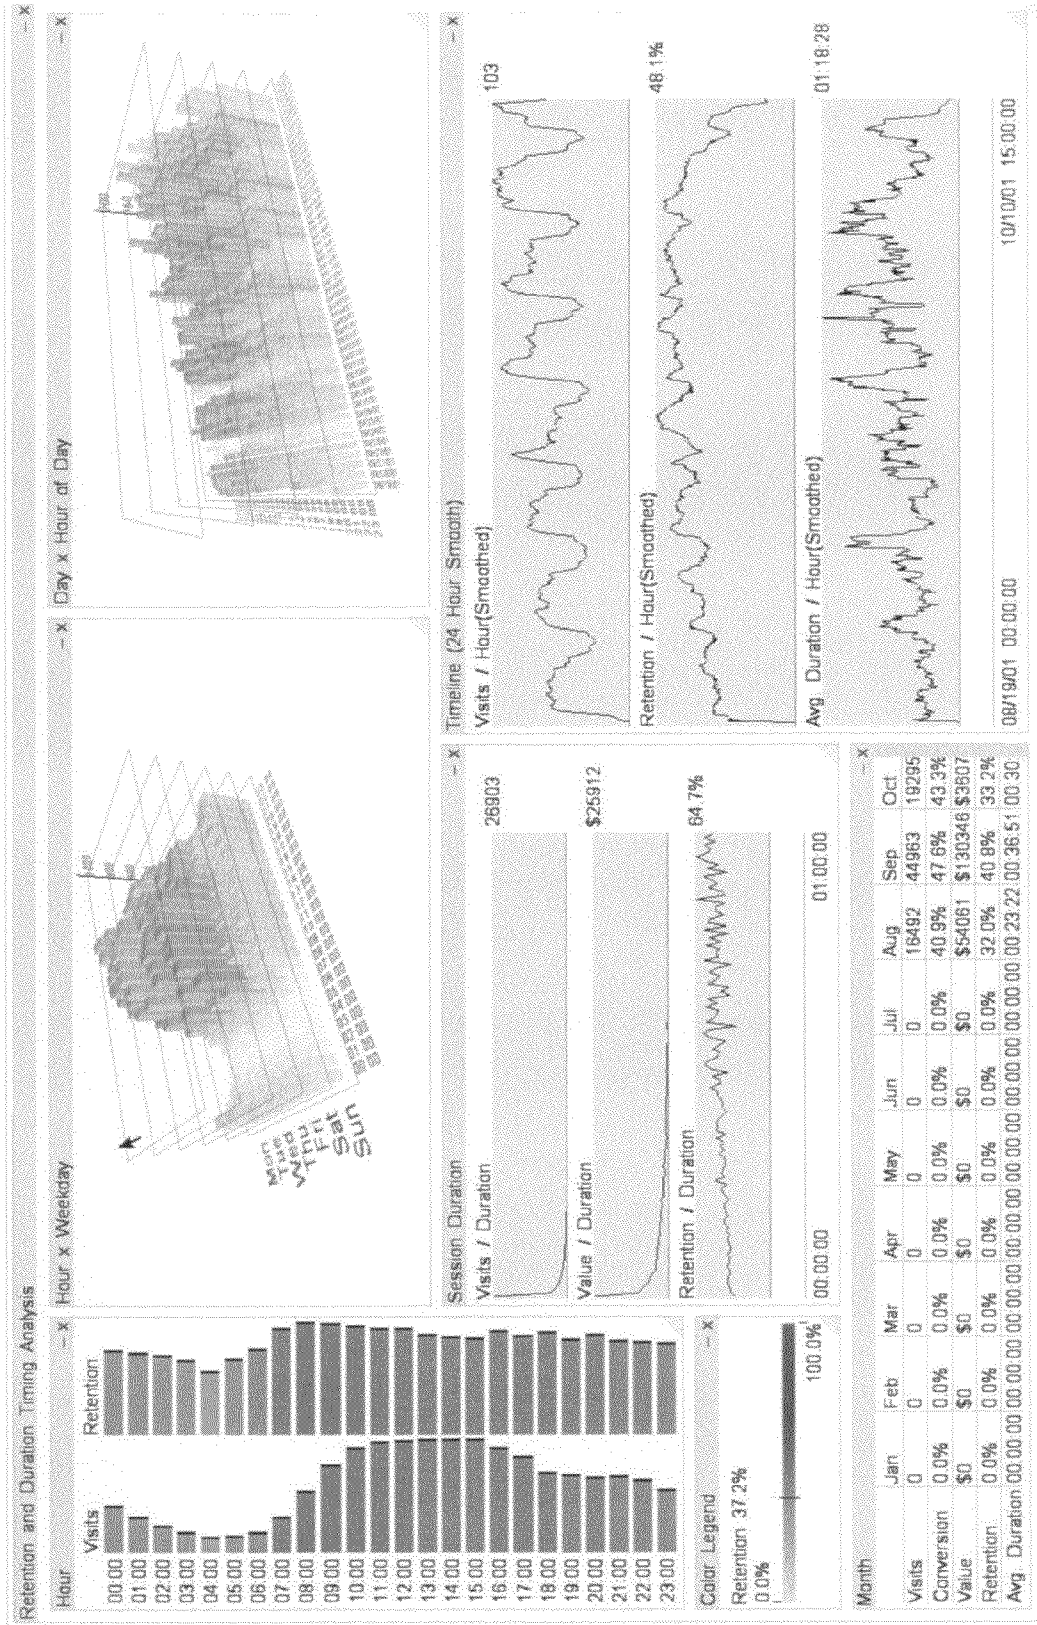 Retention and Duration Timing Analysis
– x
Hour
– x
Visits
Retention
00:00
01:00
02:00
03:00
04:00
05:00
06:00
07:00
08:00
09:00
10:00
11:00
12:00
13:00
14:00
15:00
16:00
17:00
18:00
19:00
20:00
21:00
22:00
23:00
Color Legend
– x
Retention 37.2%
0.0%
100.0%
Hour x Weekday
– x
Mon
Tue
Wed
Thu
Fri
Sat
Sun
Day x Hour of Day
– x
Session Duration
– x
Visits / Duration
26903
Value / Duration
$25912
Retention / Duration
64.7%
00:00:00
01:00:00
Timeline (24 Hour Smooth)
– x
Visits / Hour(Smoothed)
103
Retention / Hour(Smoothed)
48.1%
Avg Duration / Hour(Smoothed)
01:18:28
08/19/01 00:00:00
10/10/01 15:00:00
Month
– x
Jan Feb Mar Apr May Jun Jul Aug Sep Oct
Visits 0 0 0 0 0 0 0 16492 44963 19295
Conversion 0.0% 0.0% 0.0% 0.0% 0.0% 0.0% 0.0% 40.9% 47.6% 43.3%
Value $0 $0 $0 $0 $0 $0 $0 $54061 $130346 $3607
Retention 0.0% 0.0% 0.0% 0.0% 0.0% 0.0% 0.0% 32.0% 40.8% 33.2%
Avg Duration 00:00:00 00:00:00 00:00:00 00:00:00 00:00:00 00:00:00 00:00:00 00:23:22 00:36:51 00:30